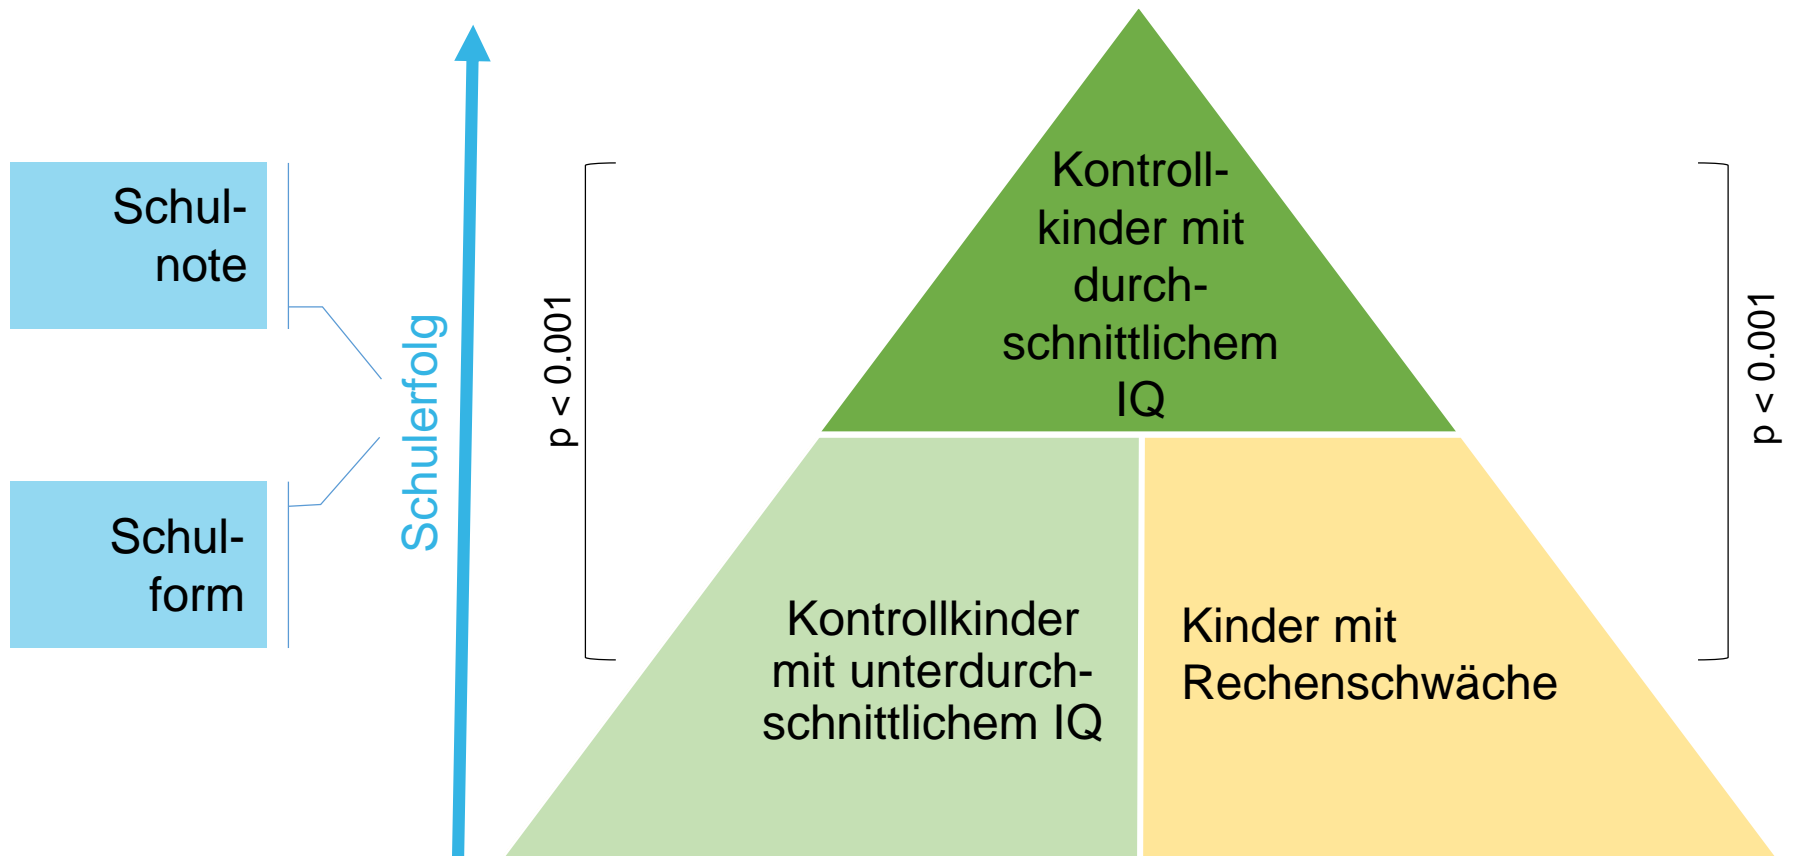 Schul-
note
Schul-
form
Schulerfolg
p < 0.001
Kontroll-
kinder mit
durch-
schnittlichem
IQ
Kontrollkinder
mit unterdurch-
schnittlichem IQ
Kinder mit
Rechenschwäche
p < 0.001